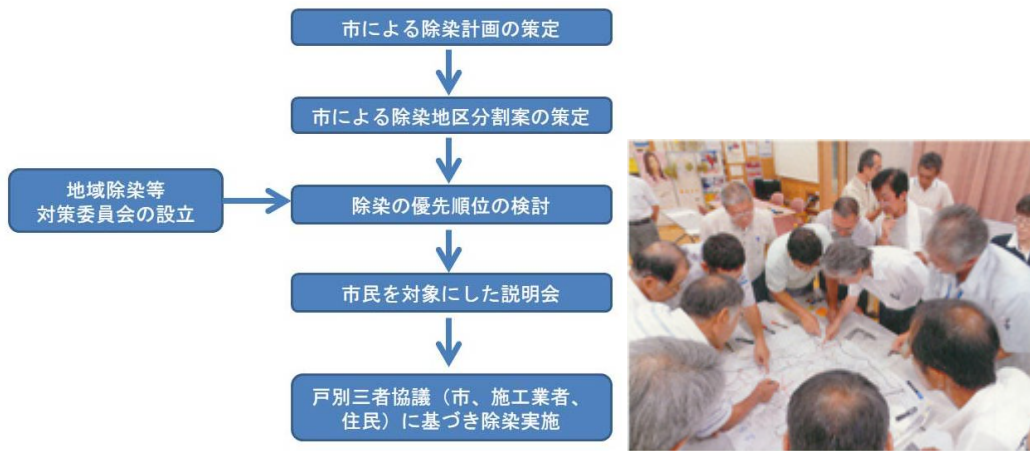 市による除染計画の策定
市による除染地区分割案の策定
地域除染等
対策委員会の設立
除染の優先順位の検討
市民を対象にした説明会
戸別三者協議（市、施工業者、
住民）に基づき除染実施